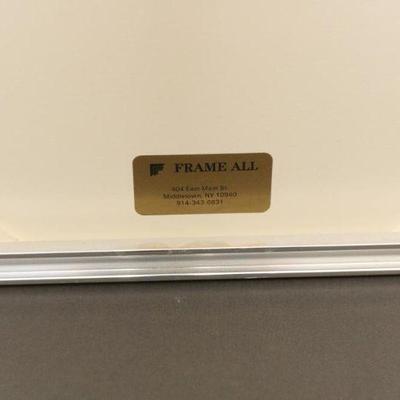 FRAME ALL
404 East Main St.
Middletown, NY 10940
914-343-0831